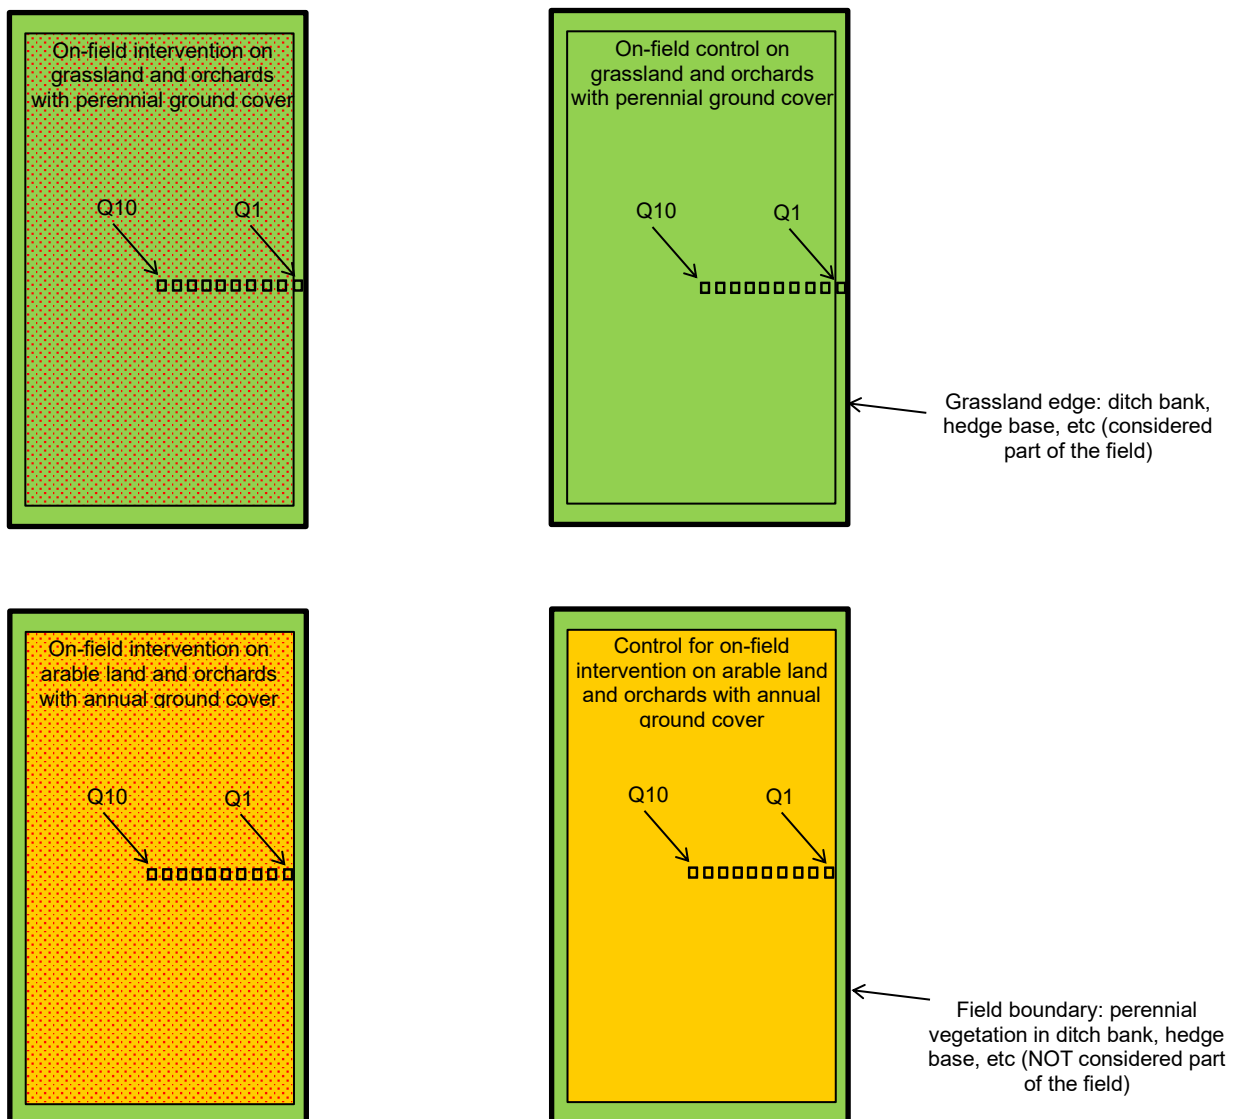 On-field intervention on
grassland and orchards
with perennial ground cover
On-field control on
grassland and orchards
with perennial ground cover
Q10
Q1
Q10
Q1
Grassland edge: ditch bank,
hedge base, etc (considered
part of the field)
On-field intervention on
arable land and orchards
with annual ground cover
Control for on-field
intervention on arable land
and orchards with annual
ground cover
Q10
Q1
Q10
Q1
Field boundary: perennial
vegetation in ditch bank, hedge
base, etc (NOT considered part
of the field)